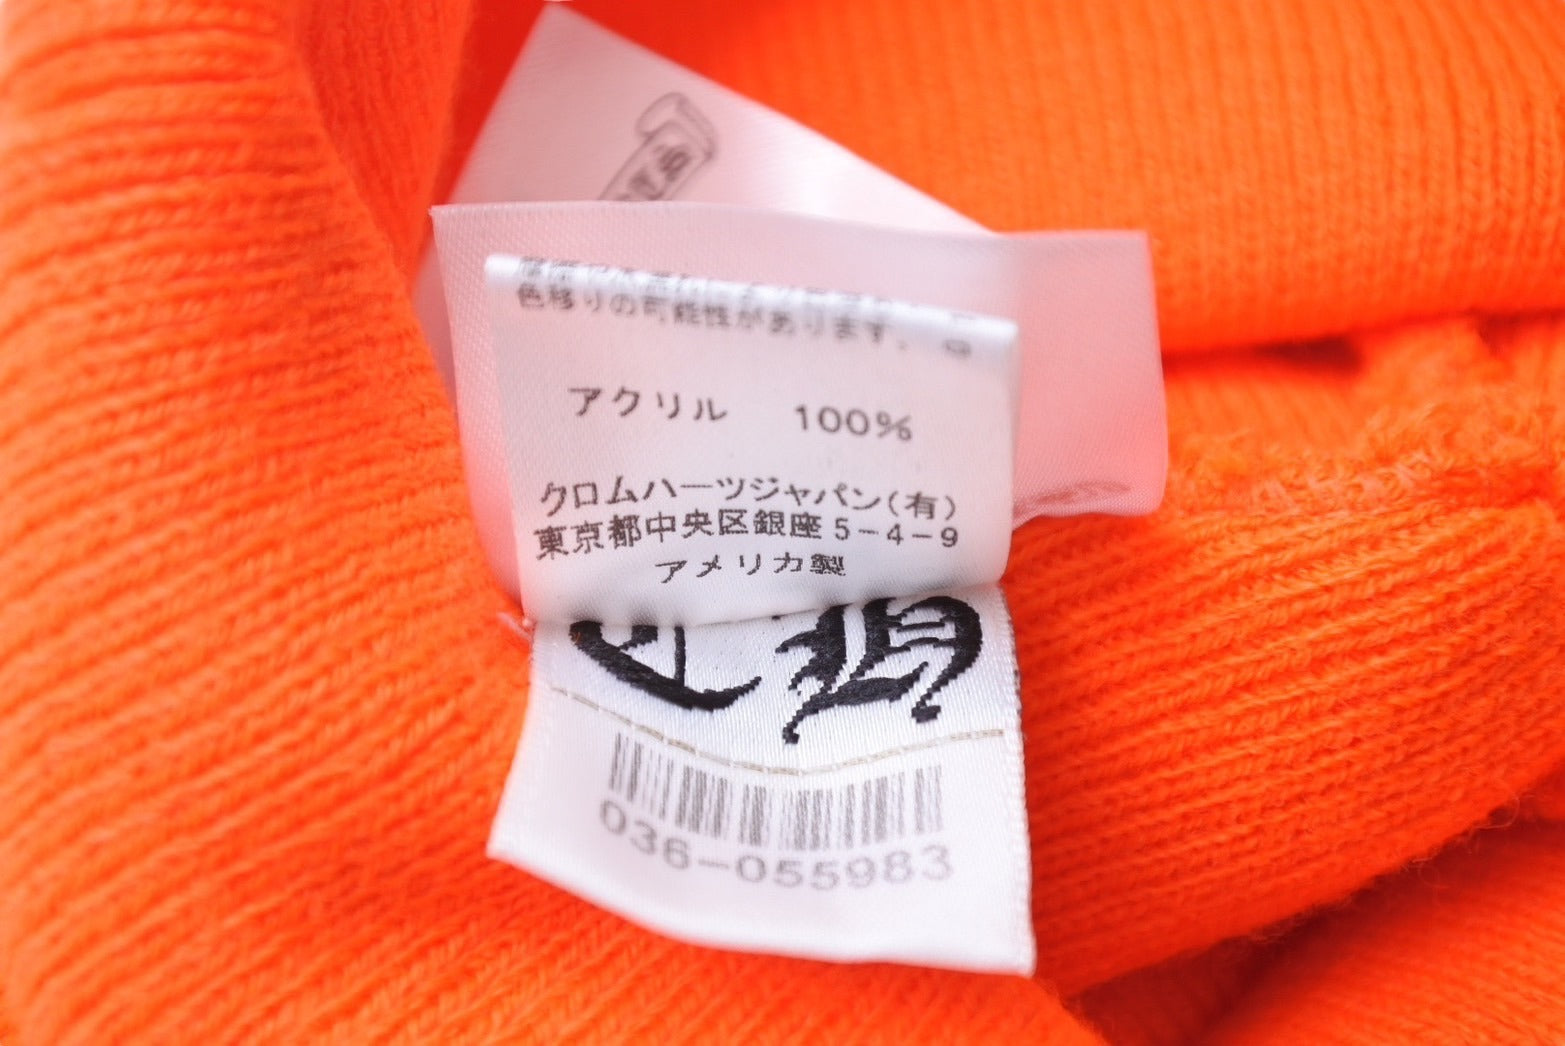 色移りの可能性があります。
アクリル 100%
クロムハーツジャパン(有)
東京都中央区銀座5-4-9
アメリカ製
CH
036-055983